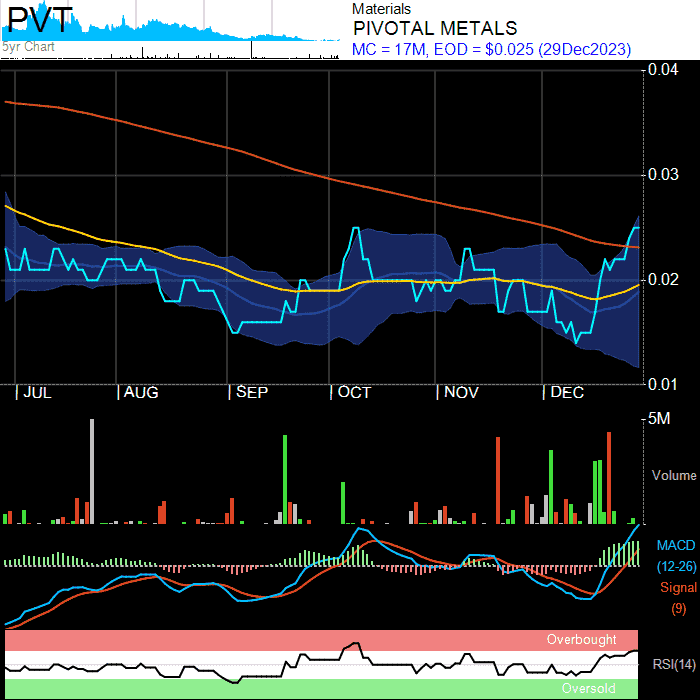 PVT
5yr Chart
Materials
PIVOTAL METALS
MC = 17M, EOD = $0.025 (29Dec2023)
0.04
0.03
0.02
0.01
JUL AUG SEP OCT NOV DEC
5M
Volume
MACD
(12-26)
Signal
(9)
Overbought
RSI(14)
Oversold